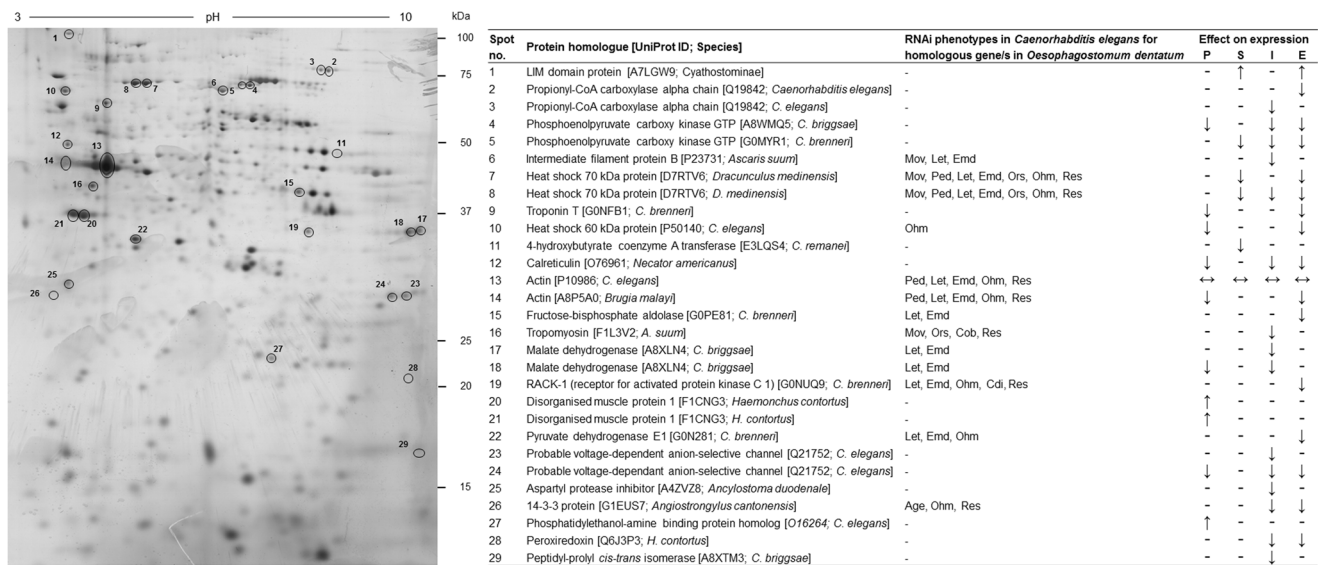 3 pH 10 kDa
100
75
50
37
25
20
15
1
3 2
10
8 7
6
5 4
9
12
13
14
11
16
15
21 20
22
19
18 17
25
26
24 23
27
28
29
Spot no. Protein homologue [UniProt ID; Species] RNAi phenotypes in Caenorhabditis elegans for homologous gene/s in Oesophagostomum dentatum Effect on expression
P S I E
1 LIM domain protein [A7LGW9; Cyathostominae] - - ↑ - ↑
2 Propionyl-CoA carboxylase alpha chain [Q19842; Caenorhabditis elegans] - - - - ↓
3 Propionyl-CoA carboxylase alpha chain [Q19842; C. elegans] - - - ↓ -
4 Phosphoenolpyruvate carboxy kinase GTP [A8WMQ5; C. briggsae] - ↓ - ↓ ↓
5 Phosphoenolpyruvate carboxy kinase GTP [G0MYR1; C. brenneri] - - ↓ ↓ ↓
6 Intermediate filament protein B [P23731; Ascaris suum] Mov, Let, Emd - - ↓ -
7 Heat shock 70 kDa protein [D7RTV6; Dracunculus medinensis] Mov, Ped, Let, Emd, Ors, Ohm, Res - ↓ - ↓
8 Heat shock 70 kDa protein [D7RTV6; D. medinensis] Mov, Ped, Let, Emd, Ors, Ohm, Res - ↓ ↓ ↓
9 Troponin T [G0NFB1; C. brenneri] - ↓ - - ↓
10 Heat shock 60 kDa protein [P50140; C. elegans] Ohm ↓ - - ↓
11 4-hydroxybutyrate coenzyme A transferase [E3LQS4; C. remanei] - - ↓ - -
12 Calreticulin [O76961; Necator americanus] - ↓ - ↓ ↓
13 Actin [P10986; C. elegans] Ped, Let, Emd, Ohm, Res ↔ ↔ ↔ ↔
14 Actin [A8P5A0; Brugia malayi] Ped, Let, Emd, Ohm, Res ↓ - - ↓
15 Fructose-bisphosphate aldolase [G0PE81; C. brenneri] Let, Emd - - - ↓
16 Tropomyosin [F1L3V2; A. suum] Mov, Ors, Cob, Res - - ↓ -
17 Malate dehydrogenase [A8XLN4; C. briggsae] Let, Emd - - ↓ -
18 Malate dehydrogenase [A8XLN4; C. briggsae] Let, Emd ↓ - ↓ -
19 RACK-1 (receptor for activated protein kinase C 1) [G0NUQ9; C. brenneri] Let, Emd, Ohm, Cdi, Res - - - ↓
20 Disorganised muscle protein 1 [F1CNG3; Haemonchus contortus] - ↑ - - -
21 Disorganised muscle protein 1 [F1CNG3; H. contortus] - ↑ - - -
22 Pyruvate dehydrogenase E1 [G0N281; C. brenneri] Let, Emd, Ohm - - - ↓
23 Probable voltage-dependent anion-selective channel [Q21752; C. elegans] - - - ↓ -
24 Probable voltage-dependant anion-selective channel [Q21752; C. elegans] - ↓ - ↓ ↓
25 Aspartyl protease inhibitor [A4ZVZ8; Ancylostoma duodenale] - - - ↓ -
26 14-3-3 protein [G1EUS7; Angiostrongylus cantonensis] Age, Ohm, Res - - ↓ ↓
27 Phosphatidylethanol-amine binding protein homolog [O16264; C. elegans] - ↑ - - -
28 Peroxiredoxin [Q6J3P3; H. contortus] - - - ↓ ↓
29 Peptidyl-prolyl cis-trans isomerase [A8XTM3; C. briggsae] - - - ↓ -